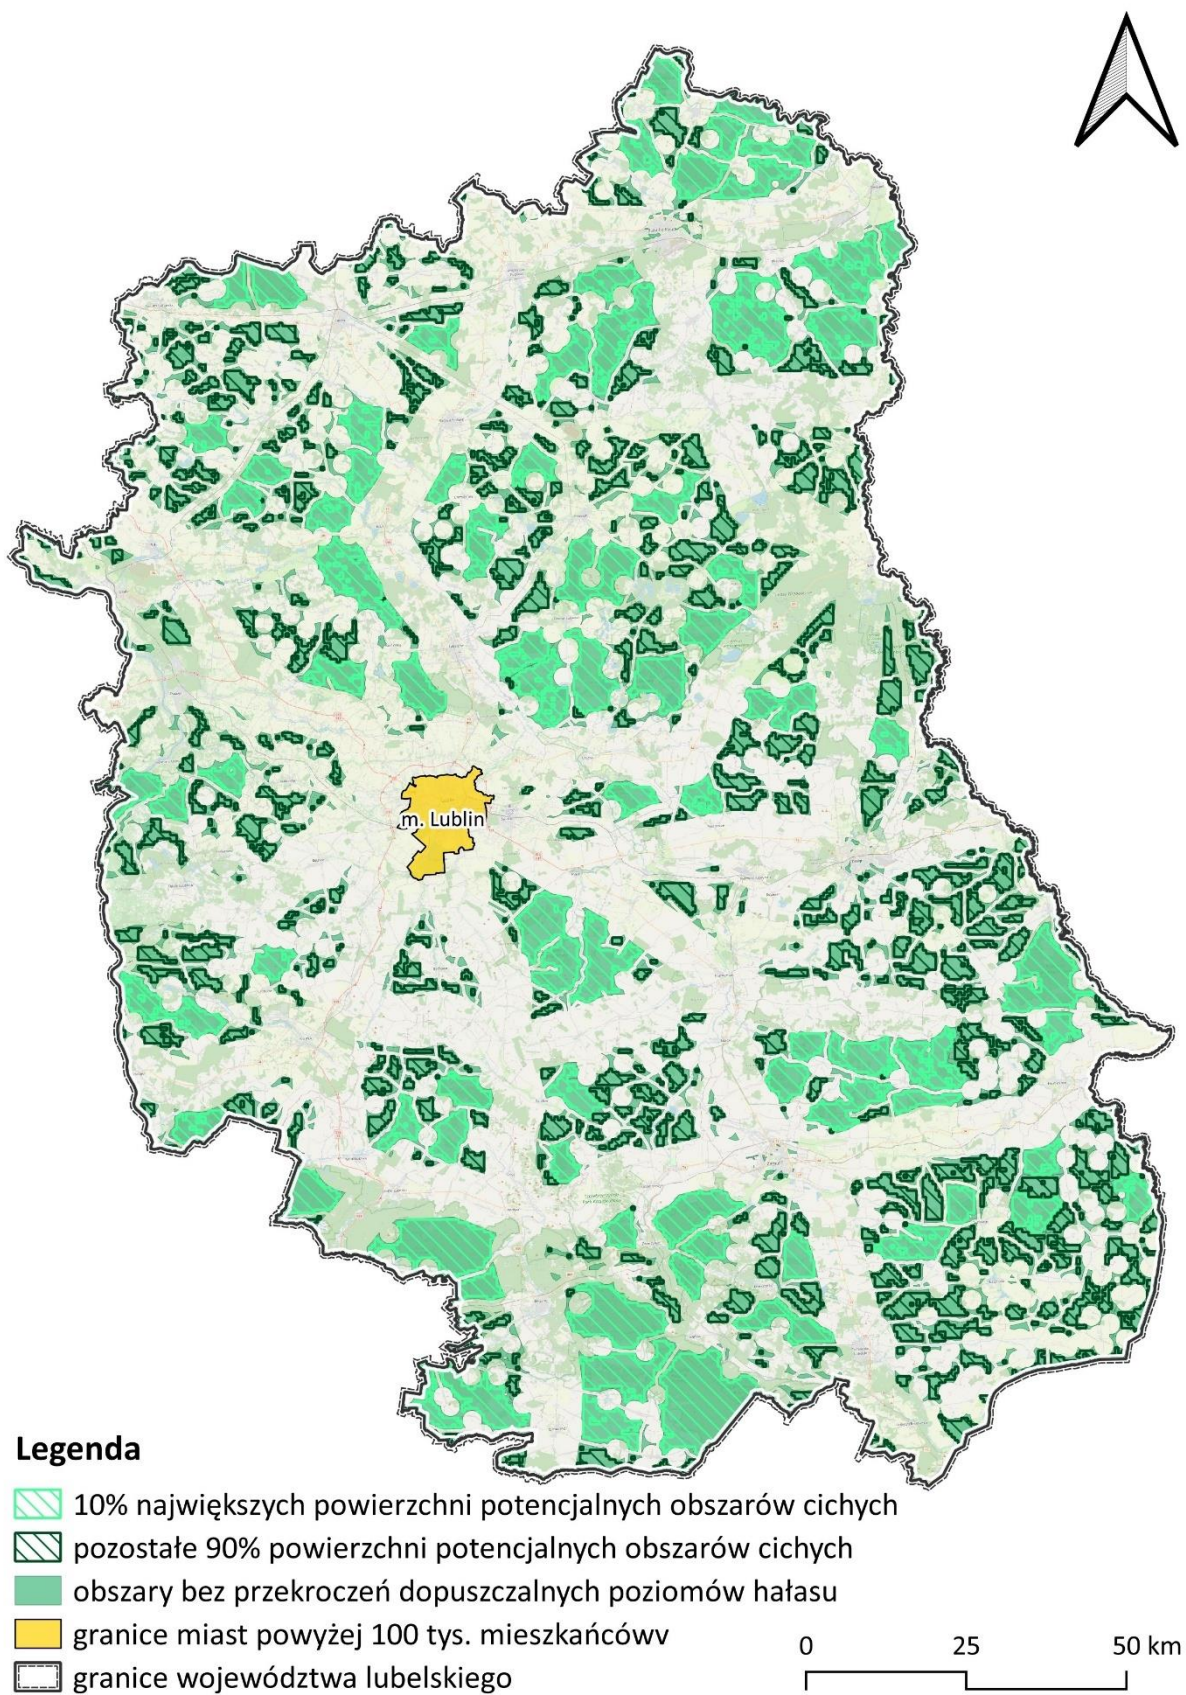 m. Lublin
Legenda
10% największych powierzchni potencjalnych obszarów cichych
pozostałe 90% powierzchni potencjalnych obszarów cichych
obszary bez przekroczeń dopuszczalnych poziomów hałasu
granice miast powyżej 100 tys. mieszkańcówv
granice województwa lubelskiego
0 25 50 km